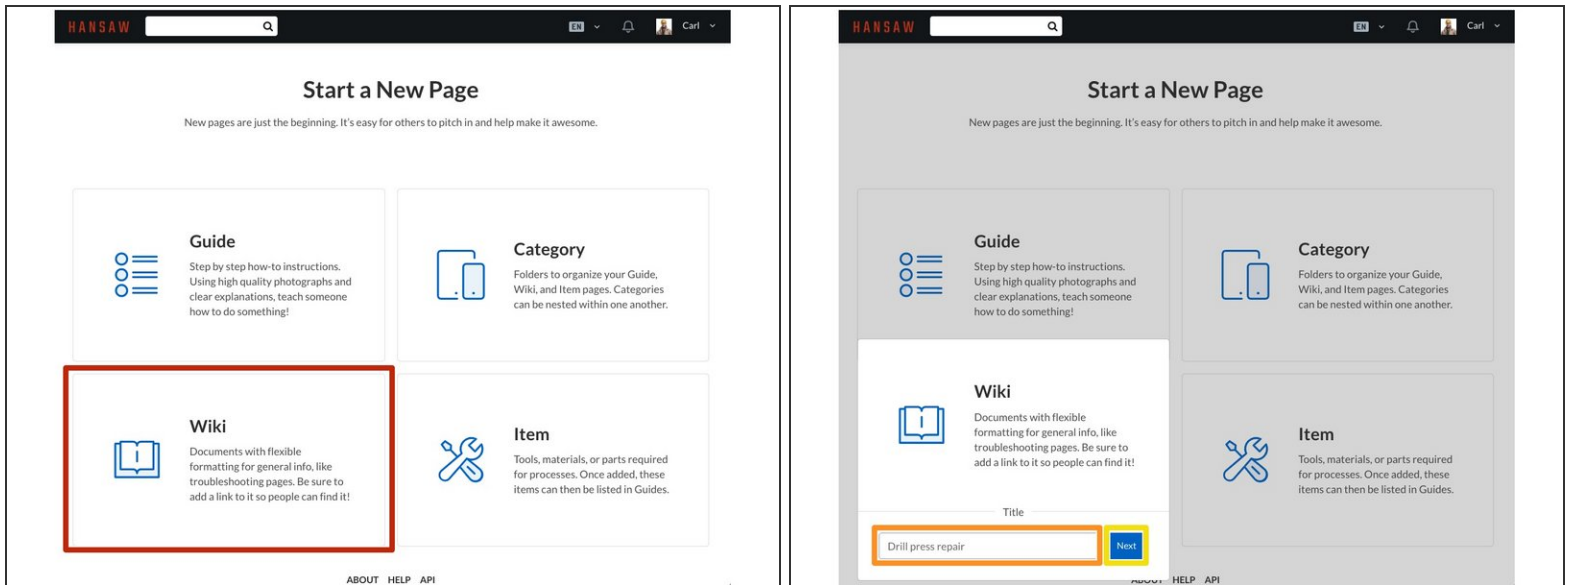 HANSAW
EN
Carl
Start a New Page
New pages are just the beginning. It's easy for others to pitch in and help make it awesome.
Guide
Step by step how-to instructions.
Using high quality photographs and
clear explanations, teach someone
how to do something!
Category
Folders to organize your Guide,
Wiki, and Item pages. Categories
can be nested within one another.
Wiki
Documents with flexible
formatting for general info, like
troubleshooting pages. Be sure to
add a link to it so people can find it!
Item
Tools, materials, or parts required
for processes. Once added, these
items can then be listed in Guides.
ABOUT HELP API
HANSAW
EN
Carl
Start a New Page
New pages are just the beginning. It's easy for others to pitch in and help make it awesome.
Guide
Step by step how-to instructions.
Using high quality photographs and
clear explanations, teach someone
how to do something!
Category
Folders to organize your Guide,
Wiki, and Item pages. Categories
can be nested within one another.
Wiki
Documents with flexible
formatting for general info, like
troubleshooting pages. Be sure to
add a link to it so people can find it!
Title
Drill press repair
Next
Item
Tools, materials, or parts required
for processes. Once added, these
items can then be listed in Guides.
ABOUT HELP API